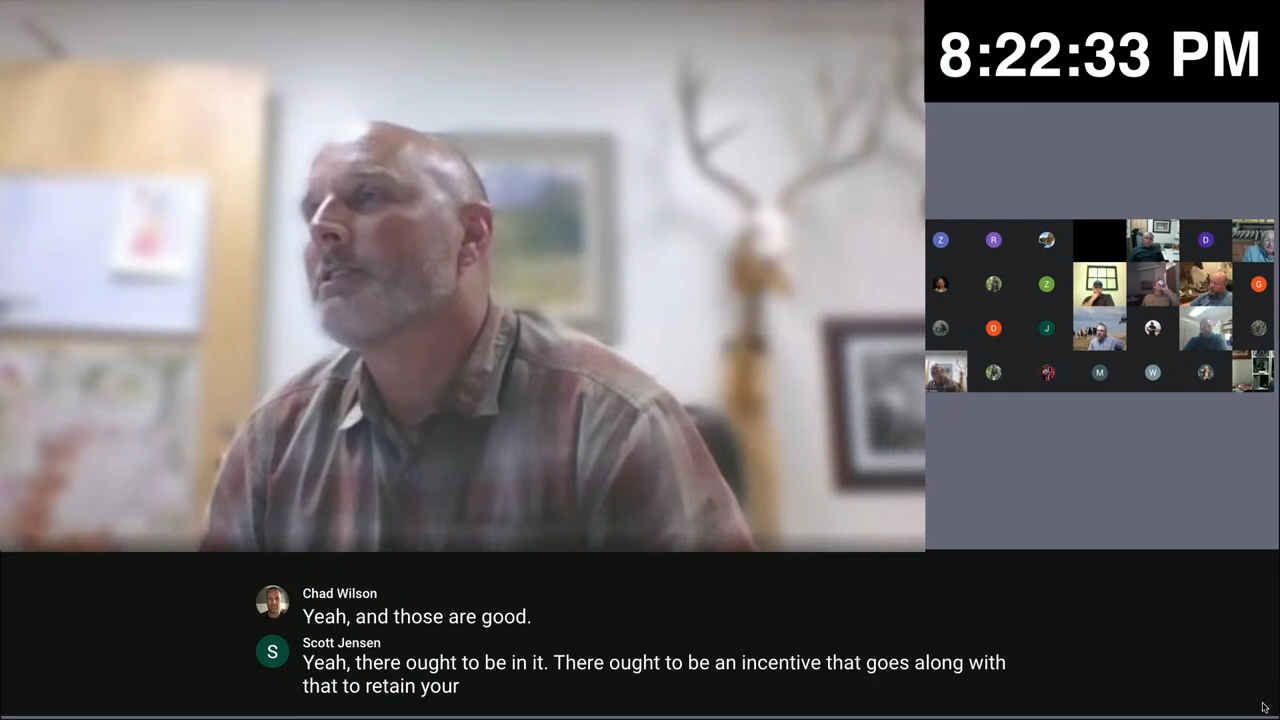 8:22:33 PM
Z
R
D
Z
G
D
J
M
W
Chad Wilson
Yeah, and those are good.
S
Scott Jensen
Yeah, there ought to be in it. There ought to be an incentive that goes along with
that to retain your